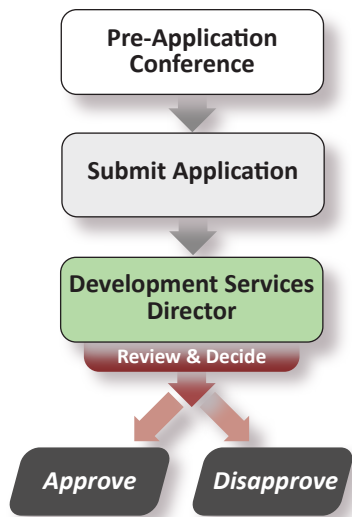 Pre-Application
Conference
Submit Application
Development Services
Director
Review & Decide
Approve
Disapprove